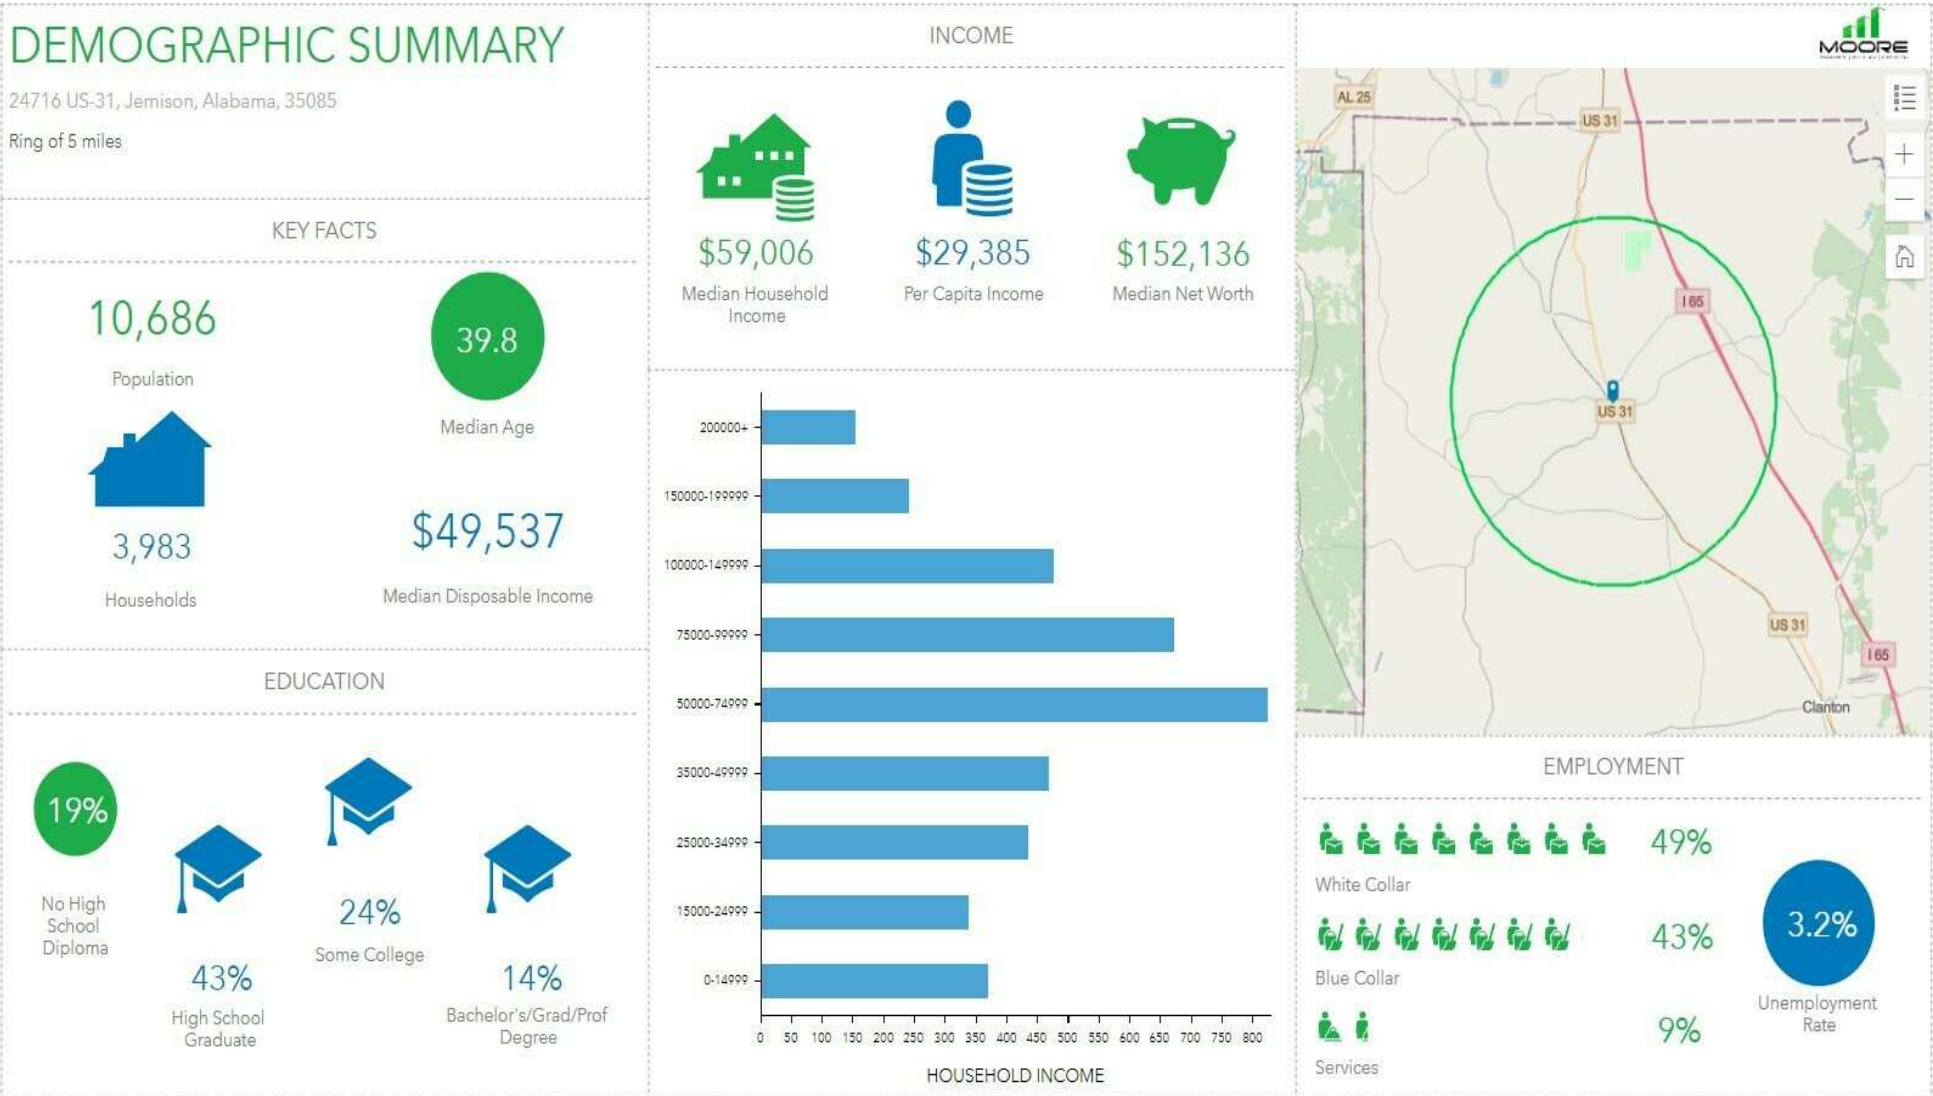 DEMOGRAPHIC SUMMARY
24716 US-31, Jemison, Alabama, 35085
Ring of 5 miles
KEY FACTS
10,686
Population
39.8
Median Age
3,983
Households
$49,537
Median Disposable Income
EDUCATION
19%
No High
School
Diploma
43%
High School
Graduate
24%
Some College
14%
Bachelor's/Grad/Prof
Degree
INCOME
$59,006
Median Household
Income
$29,385
Per Capita Income
$152,136
Median Net Worth
200000+
150000-199999
100000-149999
75000-99999
50000-74999
35000-49999
25000-34999
15000-24999
0-14999
0 50 100 150 200 250 300 350 400 450 500 550 600 650 700 750 800
HOUSEHOLD INCOME
MOORE
AL 25
US 31
I 65
US 31
US 31
I 65
Clanton
EMPLOYMENT
49%
White Collar
43%
Blue Collar
9%
Services
3.2%
Unemployment
Rate